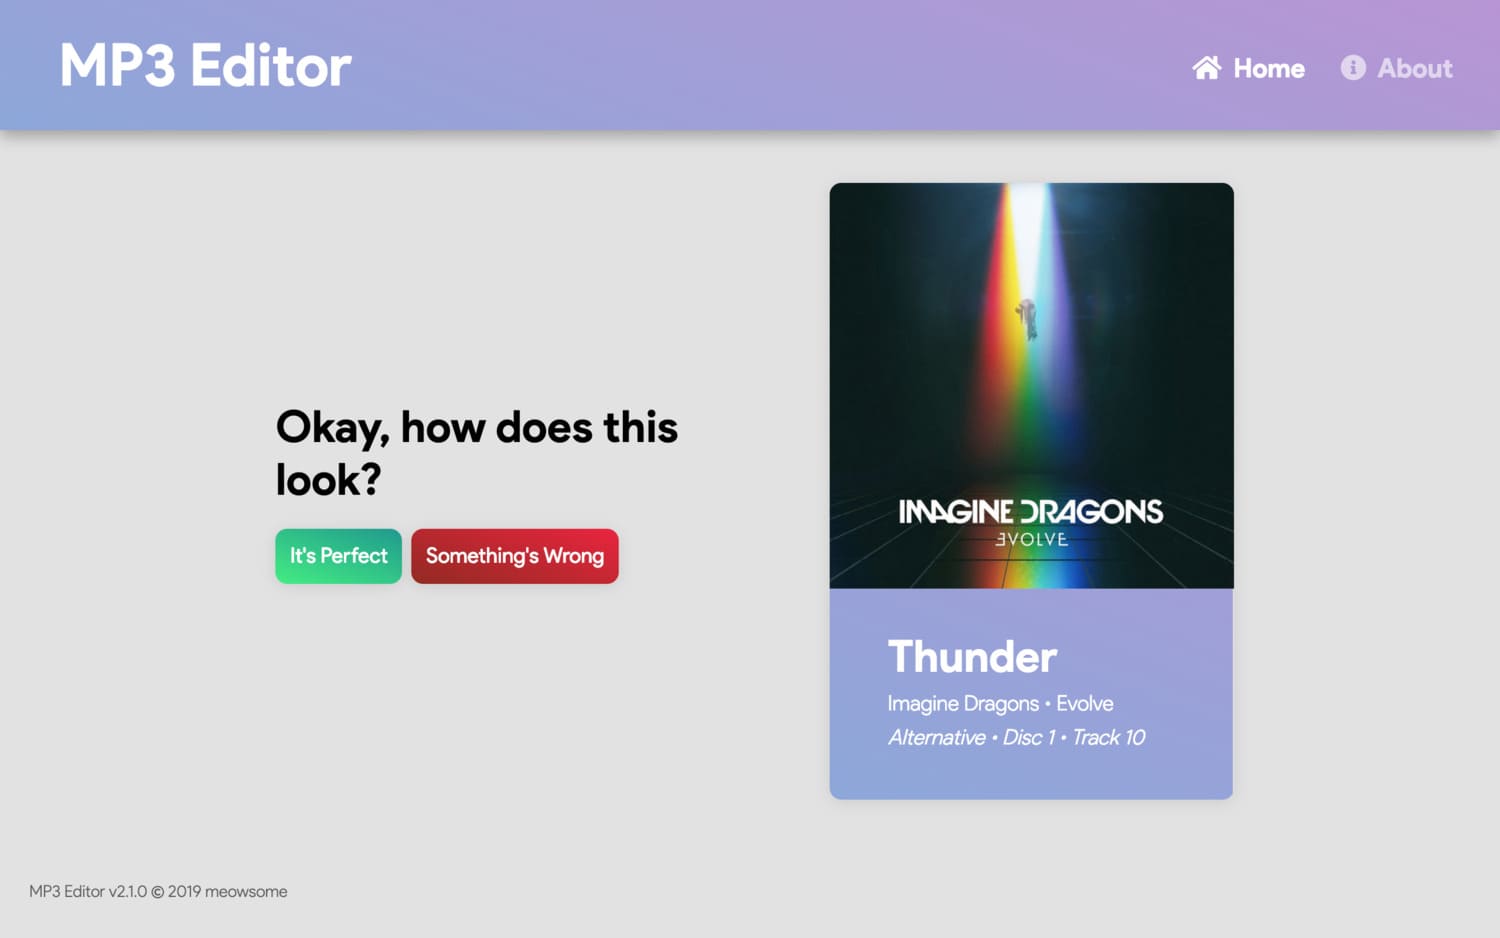 MP3 Editor
Home
About
Okay, how does this
look?
It's Perfect
Something's Wrong
IMAGINE DRAGONS
EVOLVE
Thunder
Imagine Dragons • Evolve
Alternative • Disc 1 • Track 10
MP3 Editor v2.1.0 © 2019 meowsome